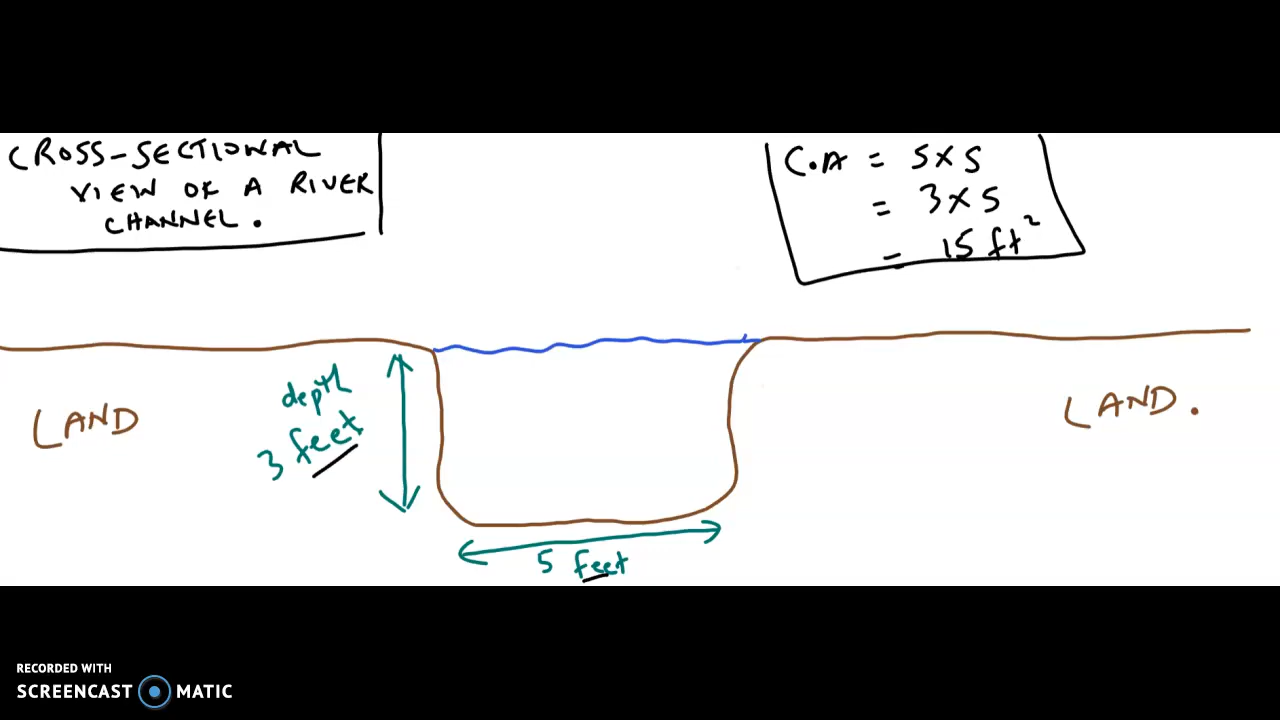 CROSS-SECTIONAL
VIEW OF A RIVER
CHANNEL.
C.A = 5 X 5
= 3 X 5
= 15 ft²
LAND
depth
3 feet
5 feet
LAND.
RECORDED WITH
SCREENCAST MATIC